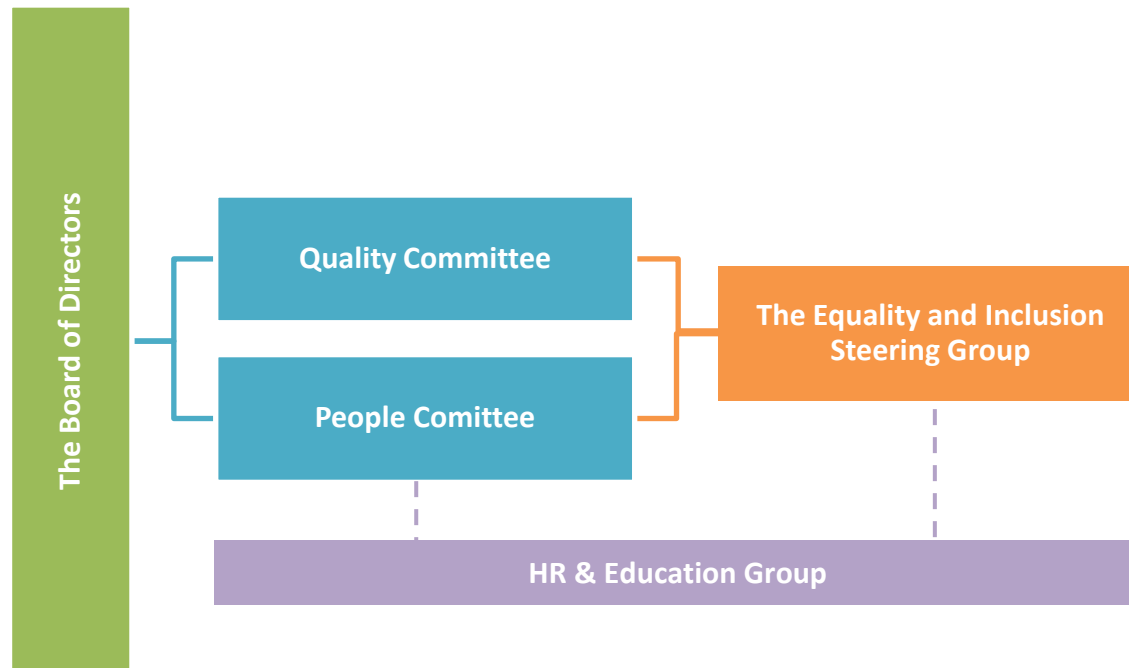 The Board of Directors
Quality Committee
The Equality and Inclusion
Steering Group
People Comittee
HR & Education Group